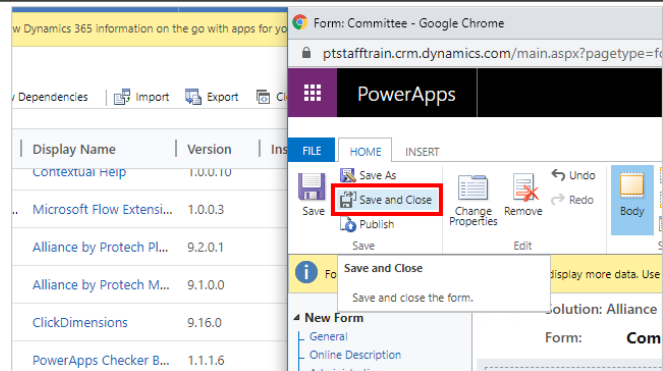 w Dynamics 365 information on the go with apps for yo
Dependencies
Import
Export
Cl
Display Name
Version
Ins
Contextual Help
1.0.0.10
Microsoft Flow Extensi...
1.0.0.3
Alliance by Protech Pl...
9.2.0.1
Alliance by Protech M...
9.1.0.0
ClickDimensions
9.16.0
PowerApps Checker B...
1.1.1.6
Form: Committee - Google Chrome
ptstafftrain.crm.dynamics.com/main.aspx?pagetype=fo
PowerApps
FILE
HOME
INSERT
Save
Save As
Save and Close
Publish
Save
Change
Properties
Remove
Undo
Redo
Edit
Body
Fo
display more data. Use
Save and Close
Save and close the form.
New Form
General
Online Description
Solution: Alliance
Form:
Com